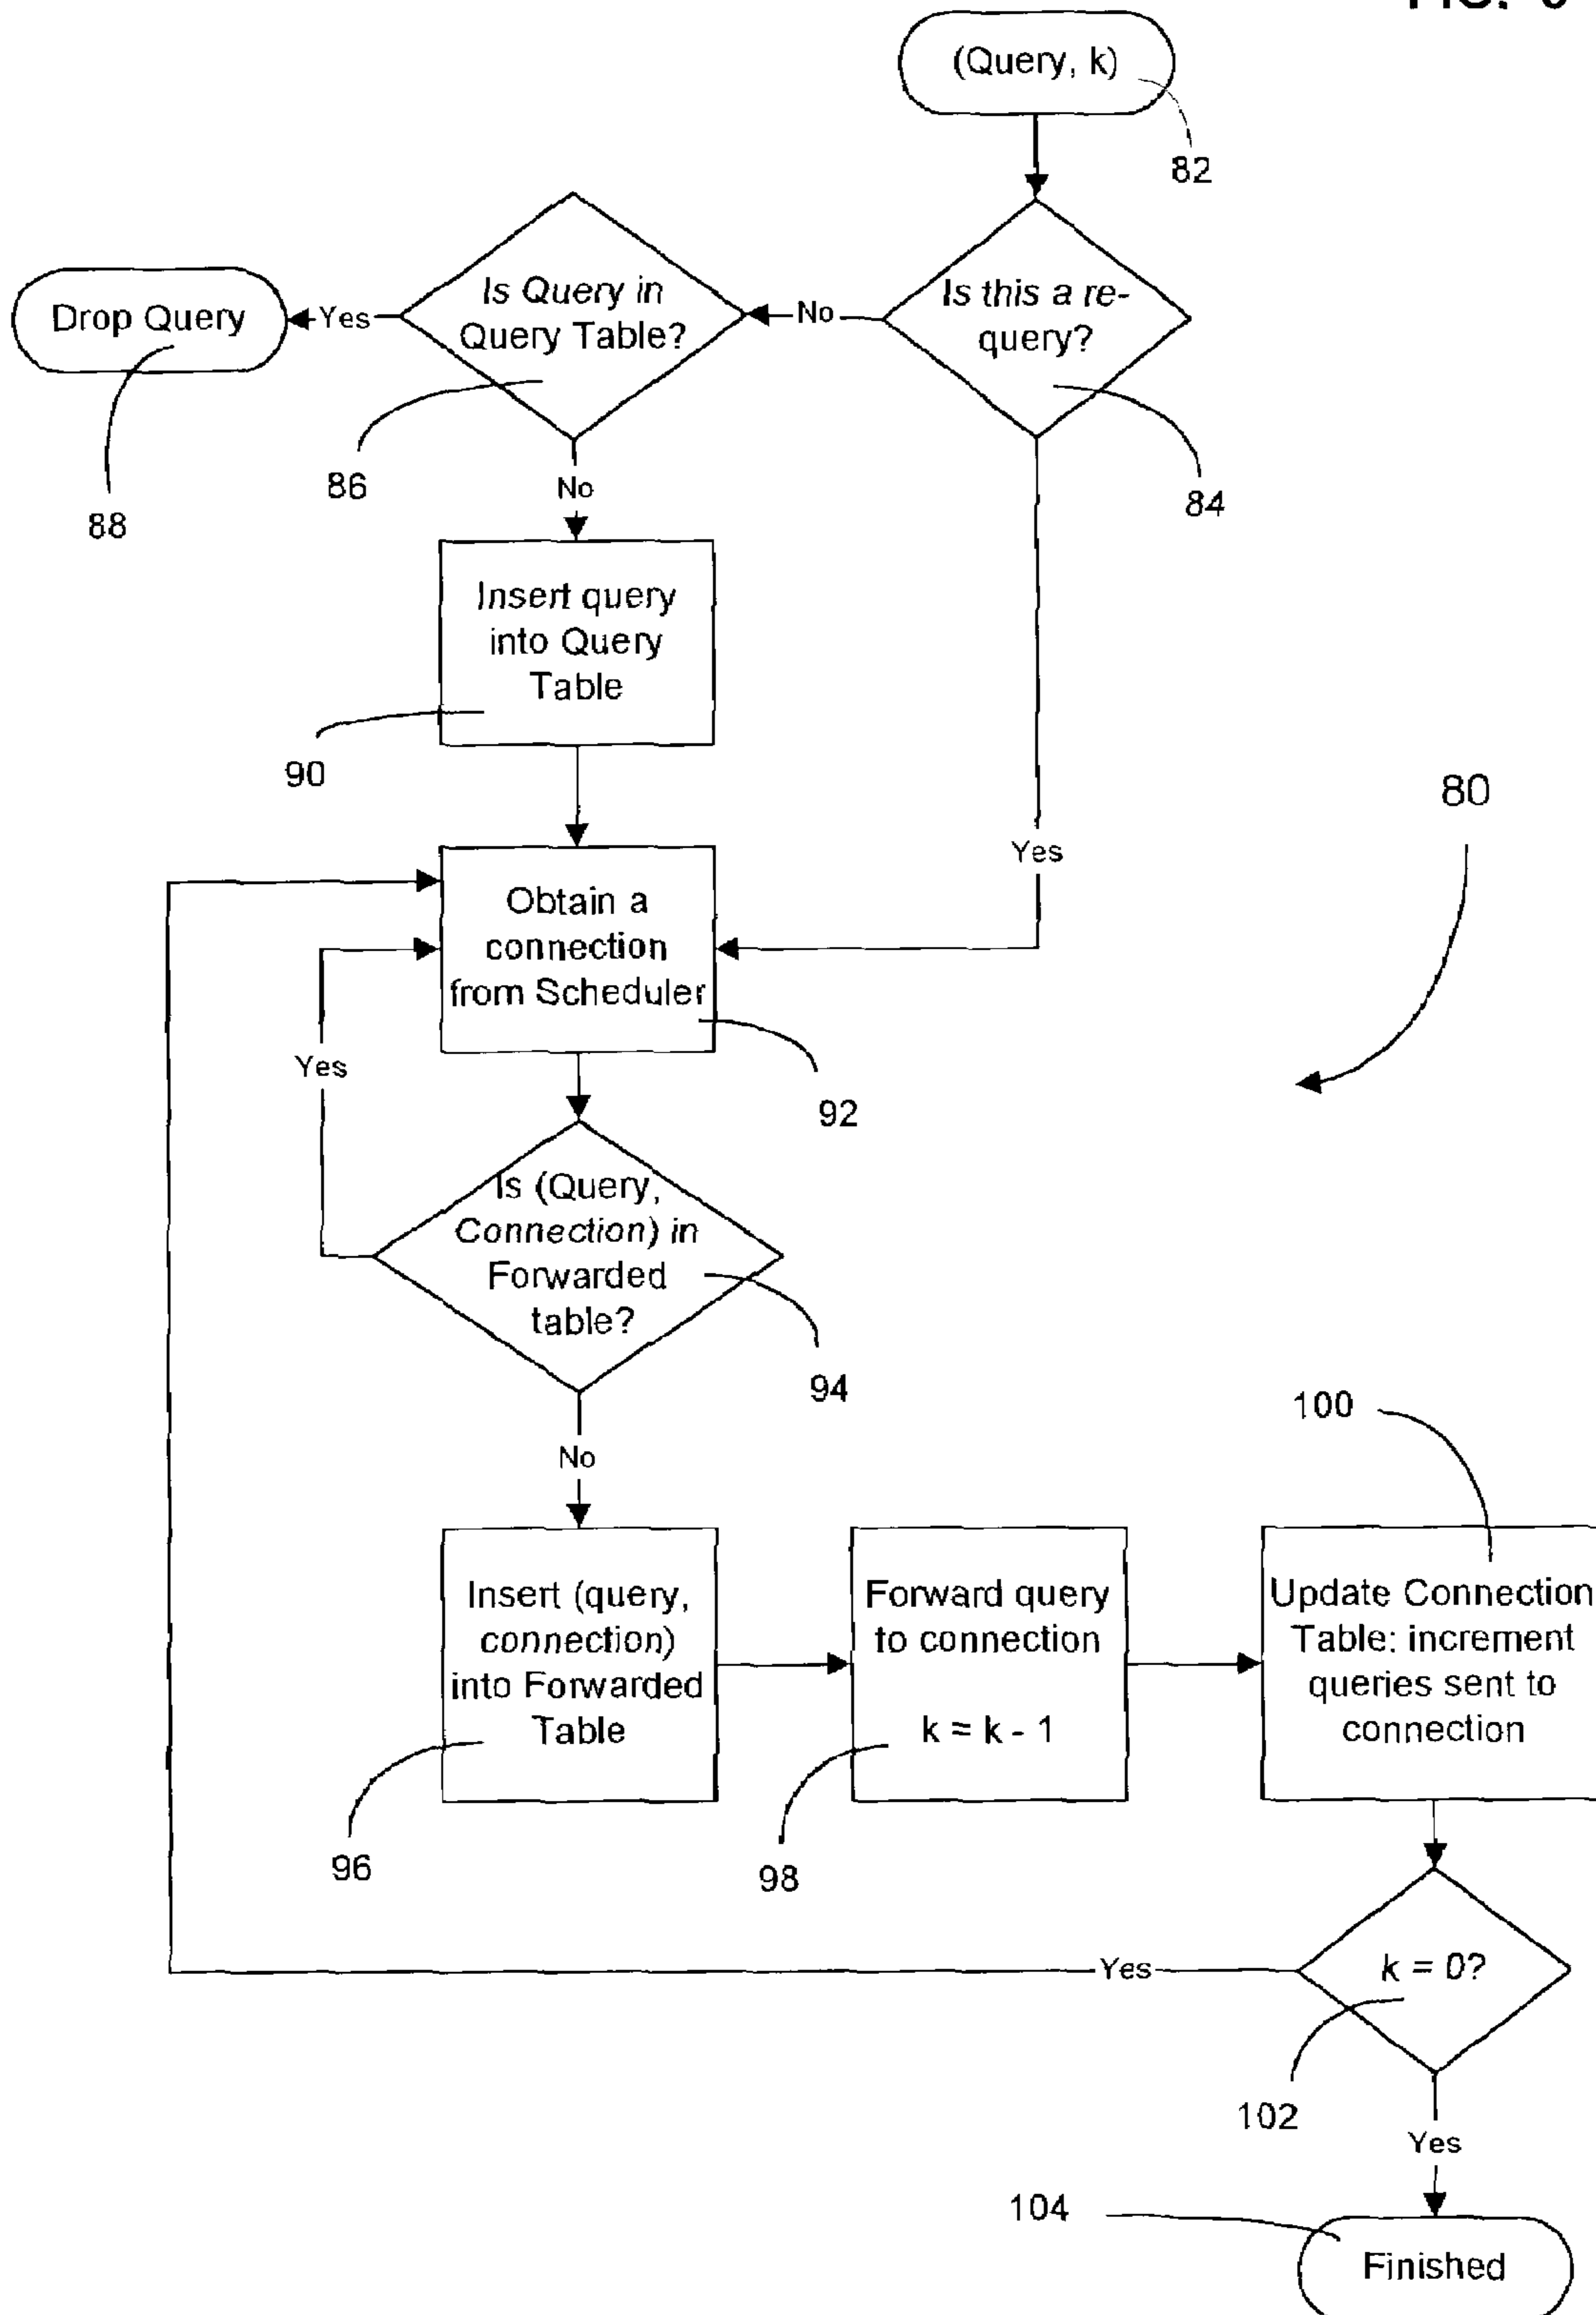 (Query, k)
82
Is this a re-
query?
84
No
Is Query in
Query Table?
86
Yes
Drop Query
88
No
Insert query
into Query
Table
90
Yes
80
Obtain a
connection
from Scheduler
92
Yes
Is (Query,
Connection) in
Forwarded
table?
94
No
Insert (query,
connection)
into Forwarded
Table
96
Forward query
to connection
k = k - 1
98
100
Update Connection
Table: increment
queries sent to
connection
k = 0?
102
Yes
Yes
104
Finished